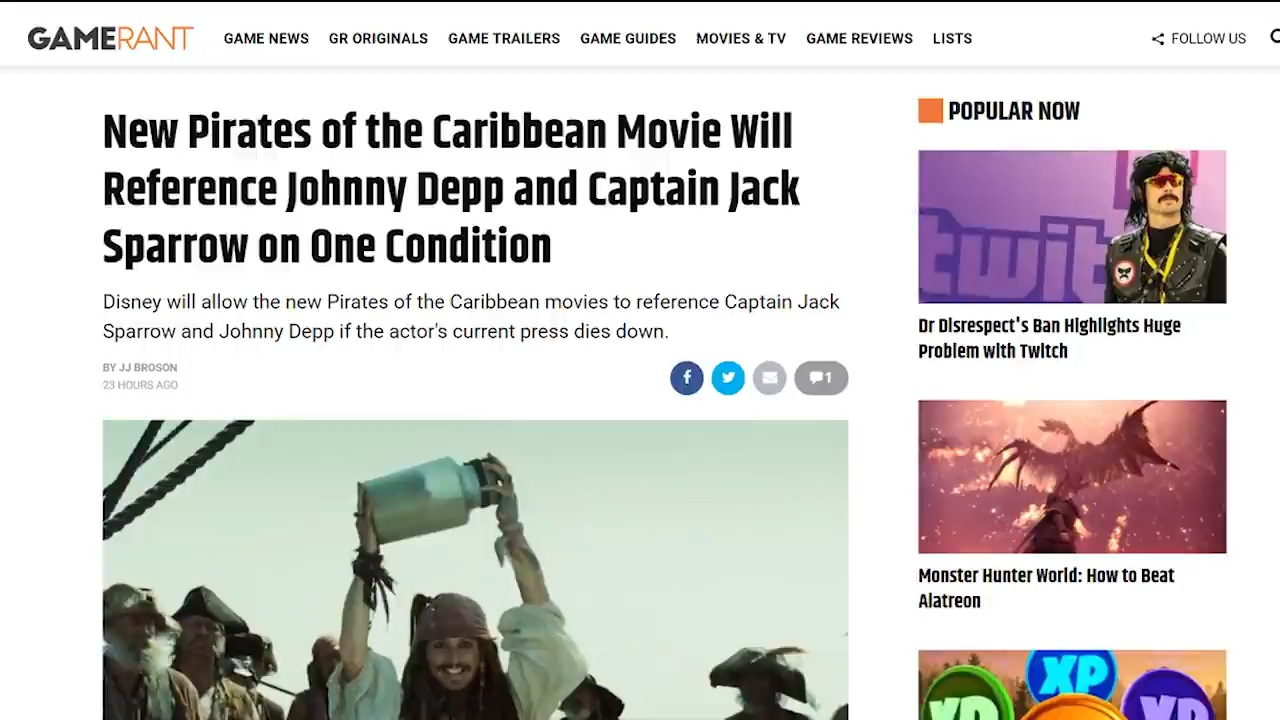 GAMERANT
GAME NEWS GR ORIGINALS GAME TRAILERS GAME GUIDES MOVIES & TV GAME REVIEWS LISTS
FOLLOW US
New Pirates of the Caribbean Movie Will
Reference Johnny Depp and Captain Jack
Sparrow on One Condition
Disney will allow the new Pirates of the Caribbean movies to reference Captain Jack
Sparrow and Johnny Depp if the actor's current press dies down.
BY JJ BROSON
23 HOURS AGO
1
POPULAR NOW
twit
Dr Disrespect's Ban Highlights Huge
Problem with Twitch
Monster Hunter World: How to Beat
Alatreon
XP
XP
XP